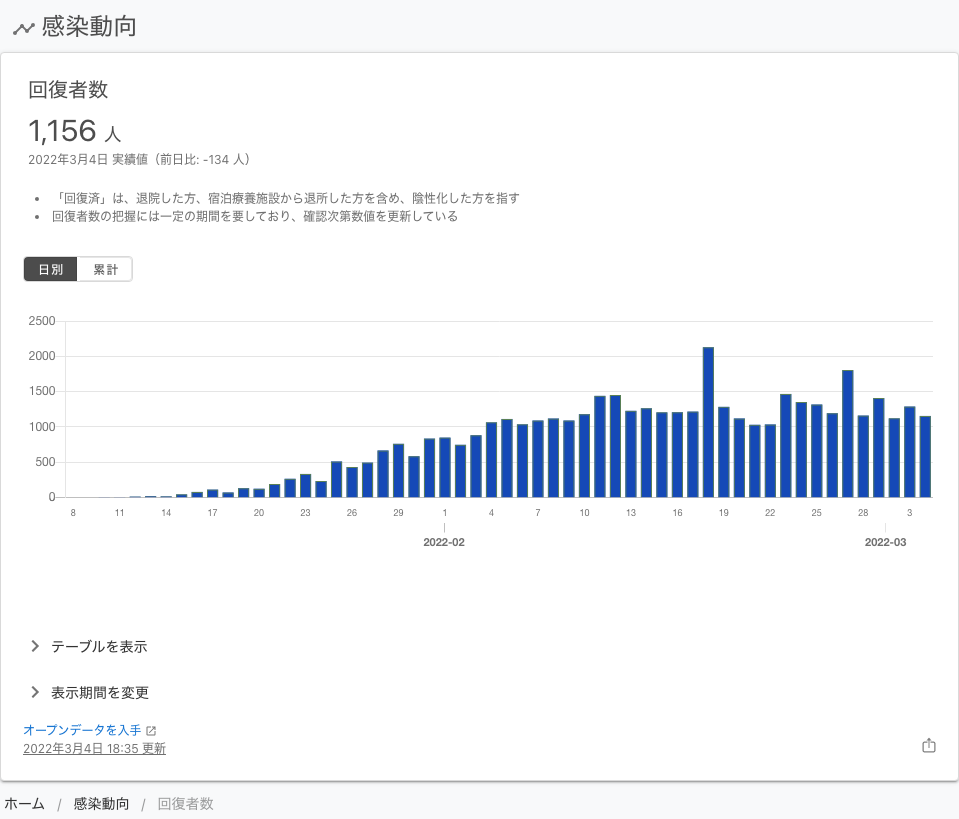 感染動向
回復者数
1,156 人
2022年3月4日 実績値（前日比: -134 人）
「回復済」は、退院した方、宿泊療養施設から退所した方を含め、陰性化した方を指す
回復者数の把握には一定の期間を要しており、確認次第数値を更新している
日別 累計
2500
2000
1500
1000
500
0
8 11 14 17 20 23 26 29 1 4 7 10 13 16 19 22 25 28 3
2022-02 2022-03
テーブルを表示
表示期間を変更
オープンデータを入手
2022年3月4日 18:35 更新
ホーム / 感染動向 / 回復者数